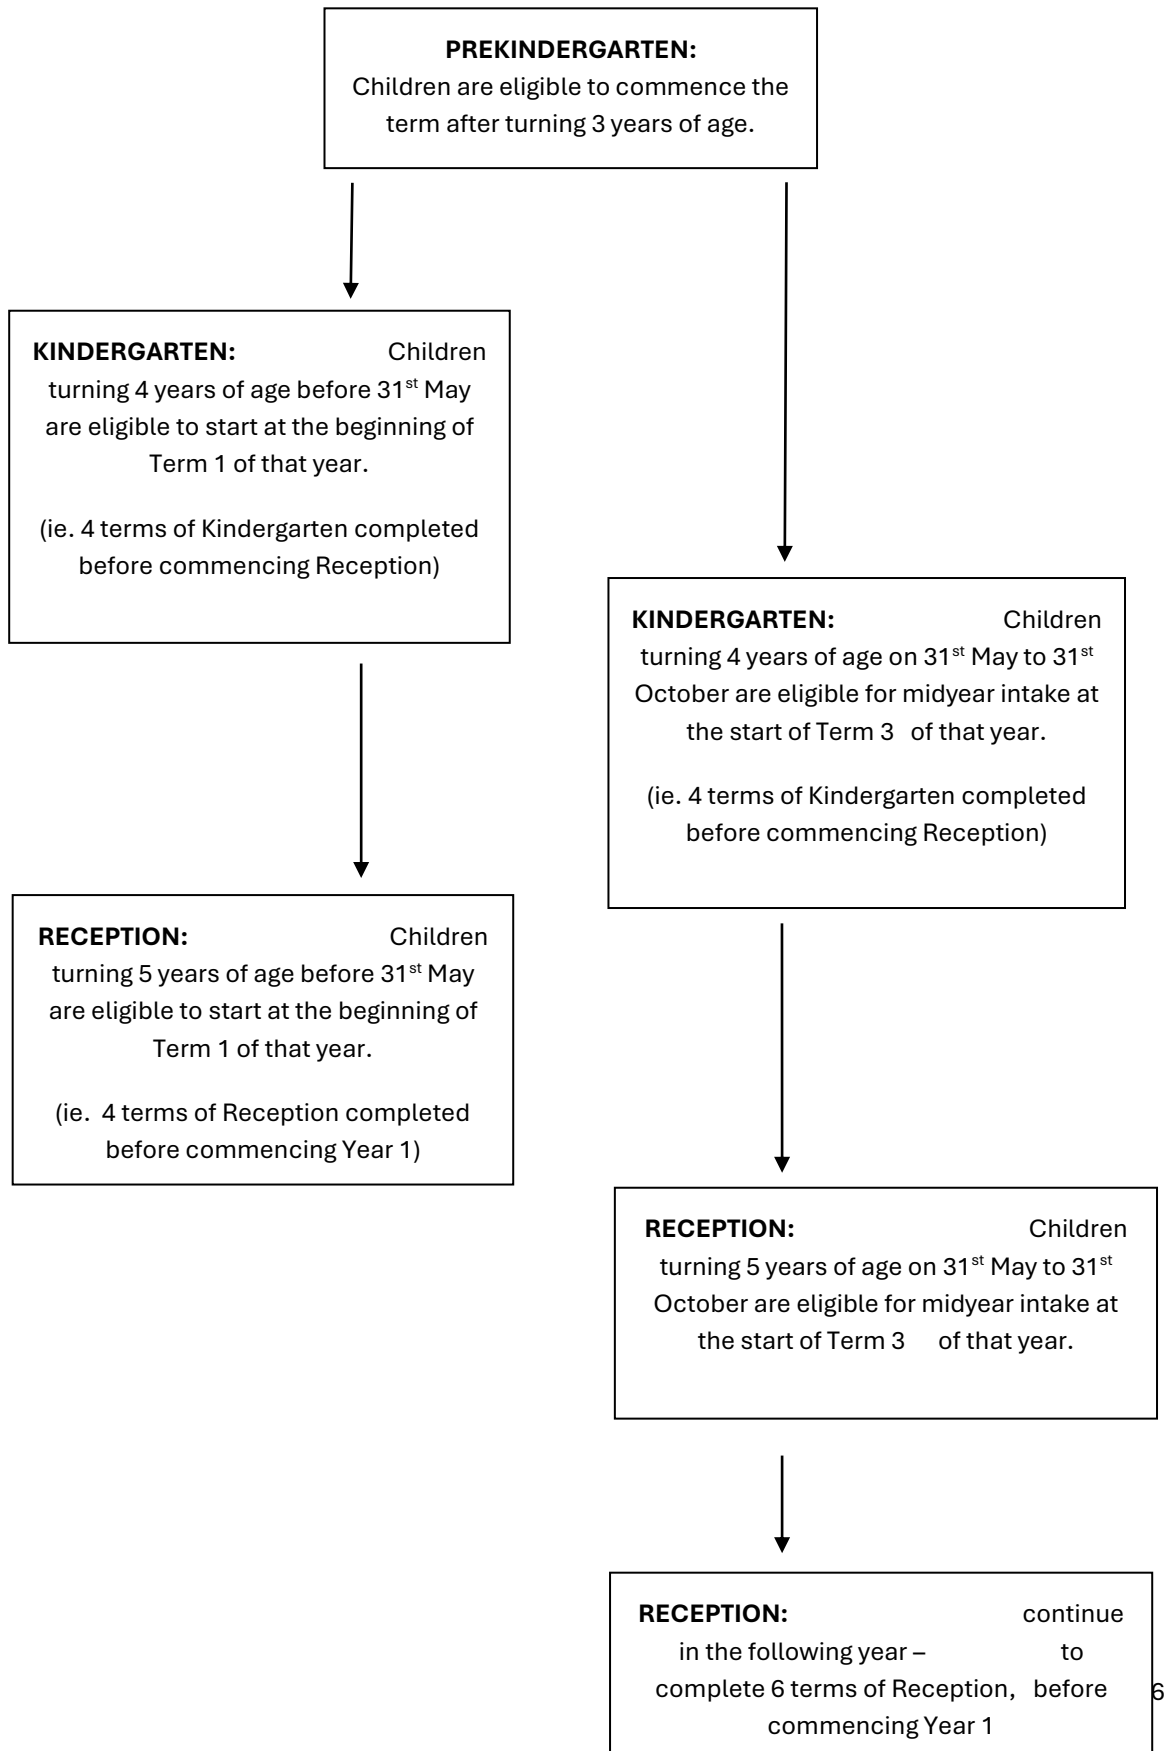 PREKINDERGARTEN:
Children are eligible to commence the
term after turning 3 years of age.
KINDERGARTEN: Children
turning 4 years of age before 31st May
are eligible to start at the beginning of
Term 1 of that year.
(ie. 4 terms of Kindergarten completed
before commencing Reception)
KINDERGARTEN: Children
turning 4 years of age on 31st May to 31st
October are eligible for midyear intake at
the start of Term 3 of that year.
(ie. 4 terms of Kindergarten completed
before commencing Reception)
RECEPTION: Children
turning 5 years of age before 31st May
are eligible to start at the beginning of
Term 1 of that year.
(ie. 4 terms of Reception completed
before commencing Year 1)
RECEPTION: Children
turning 5 years of age on 31st May to 31st
October are eligible for midyear intake at
the start of Term 3 of that year.
RECEPTION: continue
in the following year – to
complete 6 terms of Reception, before
commencing Year 1
6